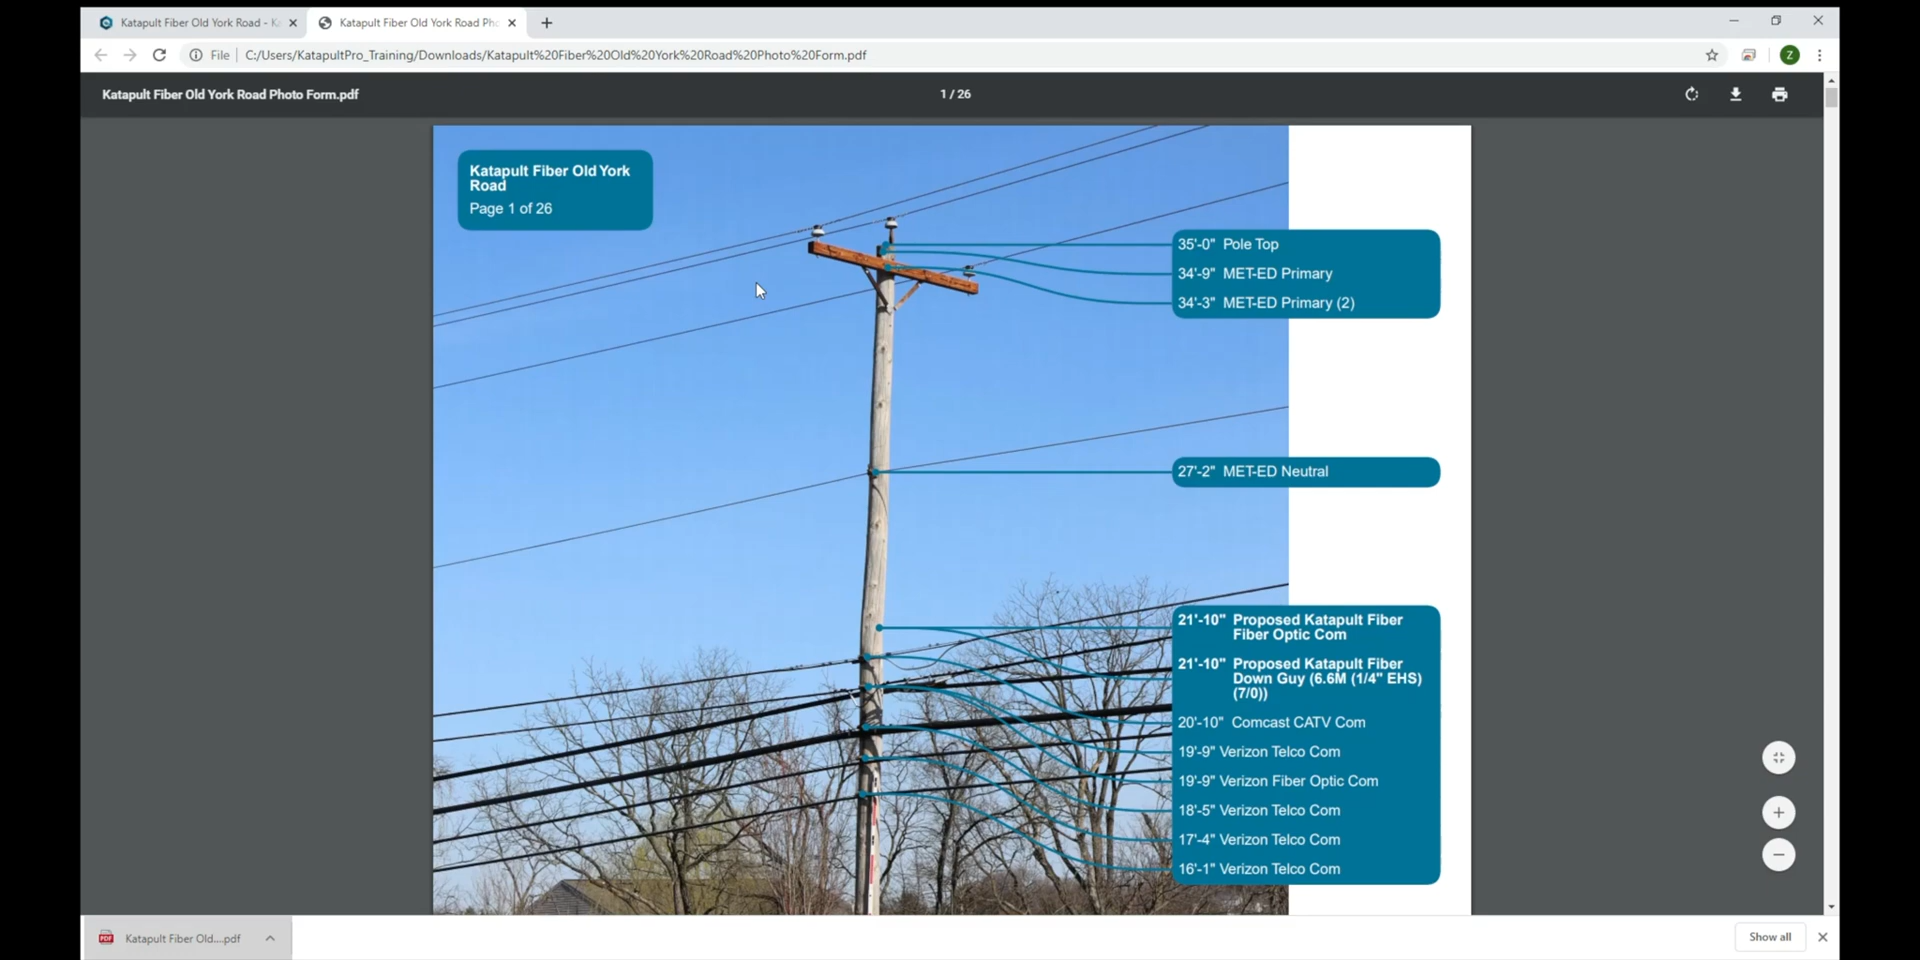 Katapult Fiber Old York Road - K
Katapult Fiber Old York Road Pho
File
C:/Users/KatapultPro_Training/Downloads/Katapult%20Fiber%20Old%20York%20Road%20Photo%20Form.pdf
Z
Katapult Fiber Old York Road Photo Form.pdf
1 / 26
Katapult Fiber Old York
Road
Page 1 of 26
35'-0" Pole Top
34'-9" MET-ED Primary
34'-3" MET-ED Primary (2)
27'-2" MET-ED Neutral
21'-10" Proposed Katapult Fiber
Fiber Optic Com
21'-10" Proposed Katapult Fiber
Down Guy (6.6M (1/4" EHS)
(7/0))
20'-10" Comcast CATV Com
19'-9" Verizon Telco Com
19'-9" Verizon Fiber Optic Com
18'-5" Verizon Telco Com
17'-4" Verizon Telco Com
16'-1" Verizon Telco Com
PDF
Katapult Fiber Old....pdf
Show all